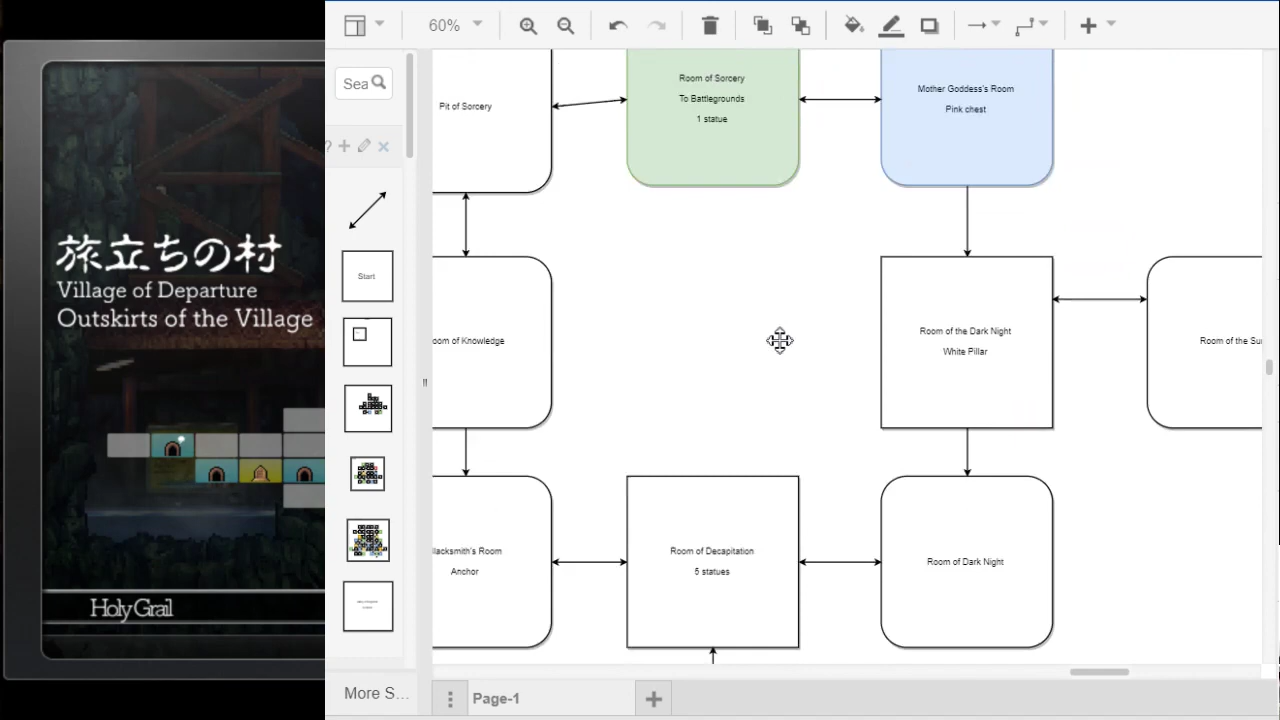 旅立ちの村
Village of Departure
Outskirts of the Village
Holy Grail
60%
Sea
Start
More S...
Pit of Sorcery
Room of Sorcery
To Battlegrounds
1 statue
Mother Goddess's Room
Pink chest
oom of Knowledge
Room of the Dark Night
White Pillar
Room of the Su
lacksmith's Room
Anchor
Room of Decapitation
5 statues
Room of Dark Night
Page-1